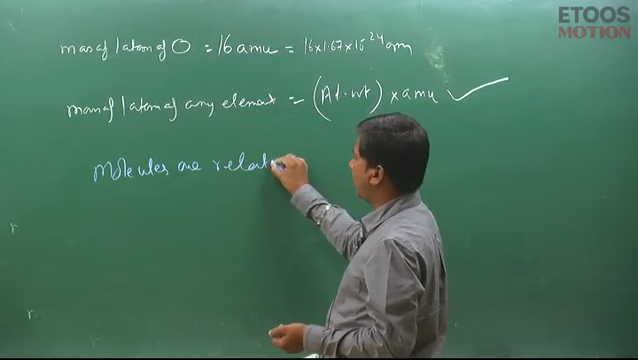 ETOOS
MOTION
mass of 1 atom of O = 16 amu = 16 x 1.67 x 10^-24 gm
mass of 1 atom of any element = (At. wt) x amu
Molecules are relat